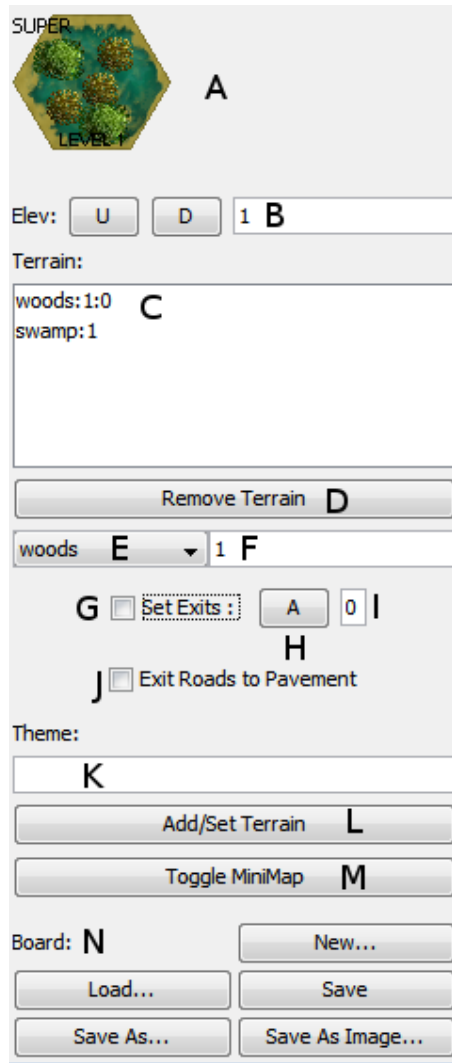 SUPER
A
LEVEL 1
Elev: U D 1 B
Terrain:
woods:1:0 C
swamp:1
Remove Terrain D
woods E 1 F
G Set Exits : A 0 I
H
J Exit Roads to Pavement
Theme:
K
Add/Set Terrain L
Toggle MiniMap M
Board: N New...
Load... Save
Save As... Save As Image...